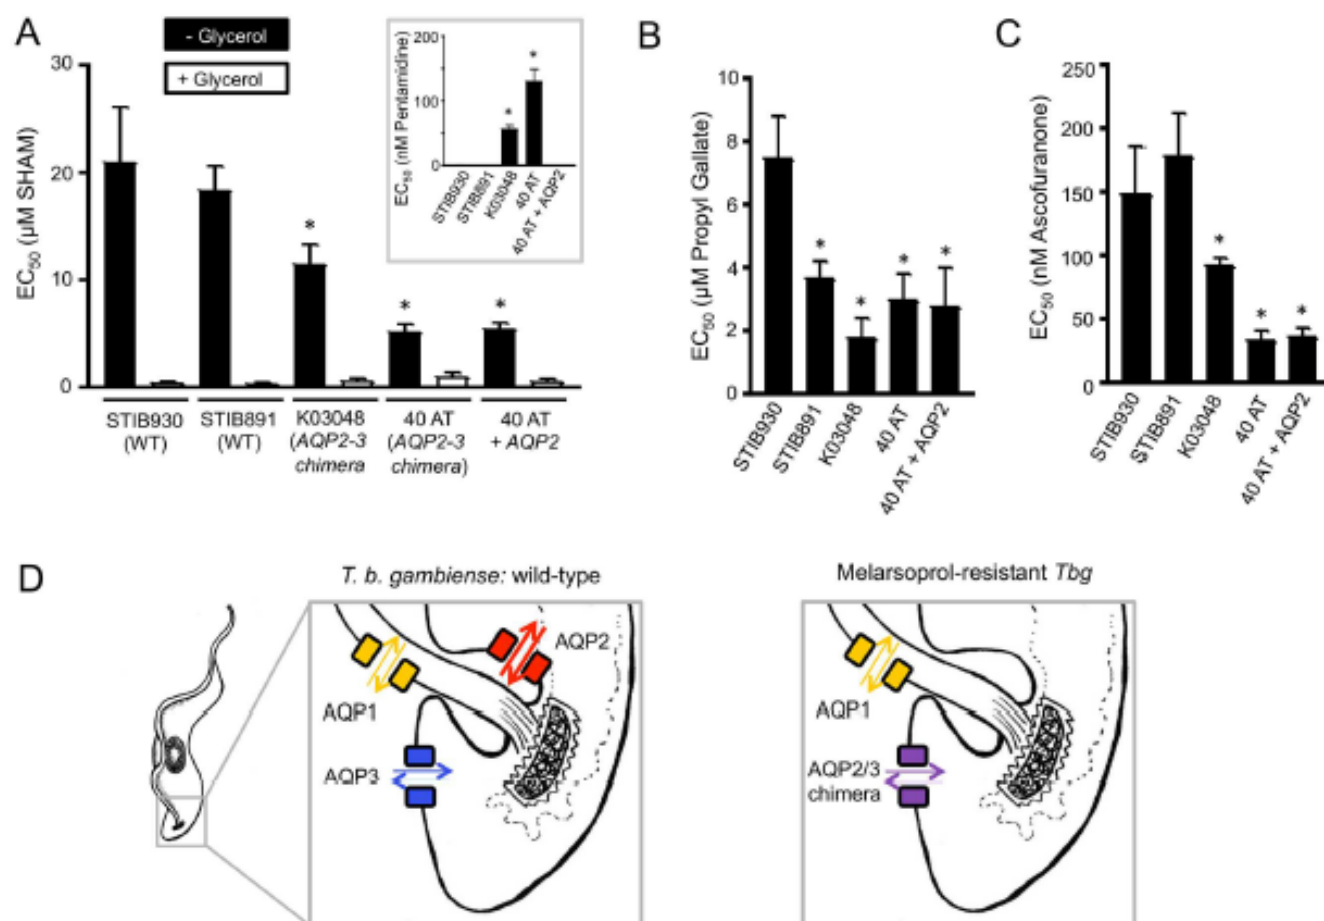 A
- Glycerol
+ Glycerol
EC50 (µM SHAM)
30
20
10
0
STIB930
(WT)
STIB891
(WT)
K03048
(AQP2-3
chimera
40 AT
(AQP2-3
chimera)
40 AT
+ AQP2
*
*
*
EC50 (nM Pentamidine)
200
100
0
*
*
STIB930
STIB891
K03048
40 AT
40 AT + AQP2
B
EC50 (µM Propyl Gallate)
10
8
6
4
2
0
*
*
*
*
STIB930
STIB891
K03048
40 AT
40 AT + AQP2
C
EC50 (nM Ascofuranone)
250
200
150
100
50
0
*
*
*
STIB930
STIB891
K03048
40 AT
40 AT + AQP2
D
T. b. gambiense: wild-type
AQP2
AQP1
AQP3
Melarsoprol-resistant Tbg
AQP1
AQP2/3
chimera